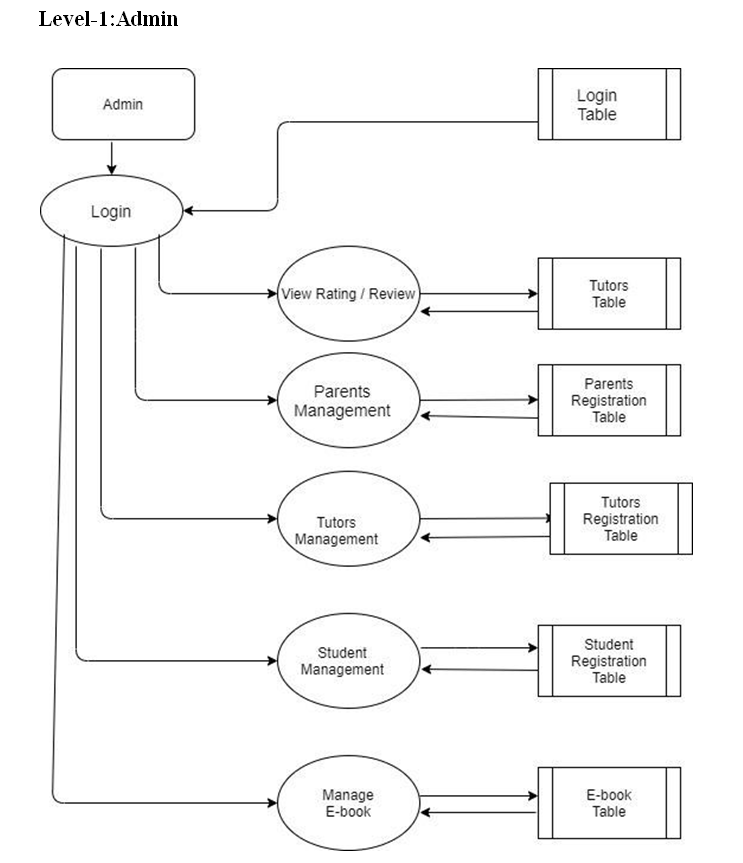 Level-1:Admin
Admin
Login
Table
Login
View Rating / Review
Tutors
Table
Parents
Management
Parents
Registration
Table
Tutors
Management
Tutors
Registration
Table
Student
Management
Student
Registration
Table
Manage
E-book
E-book
Table